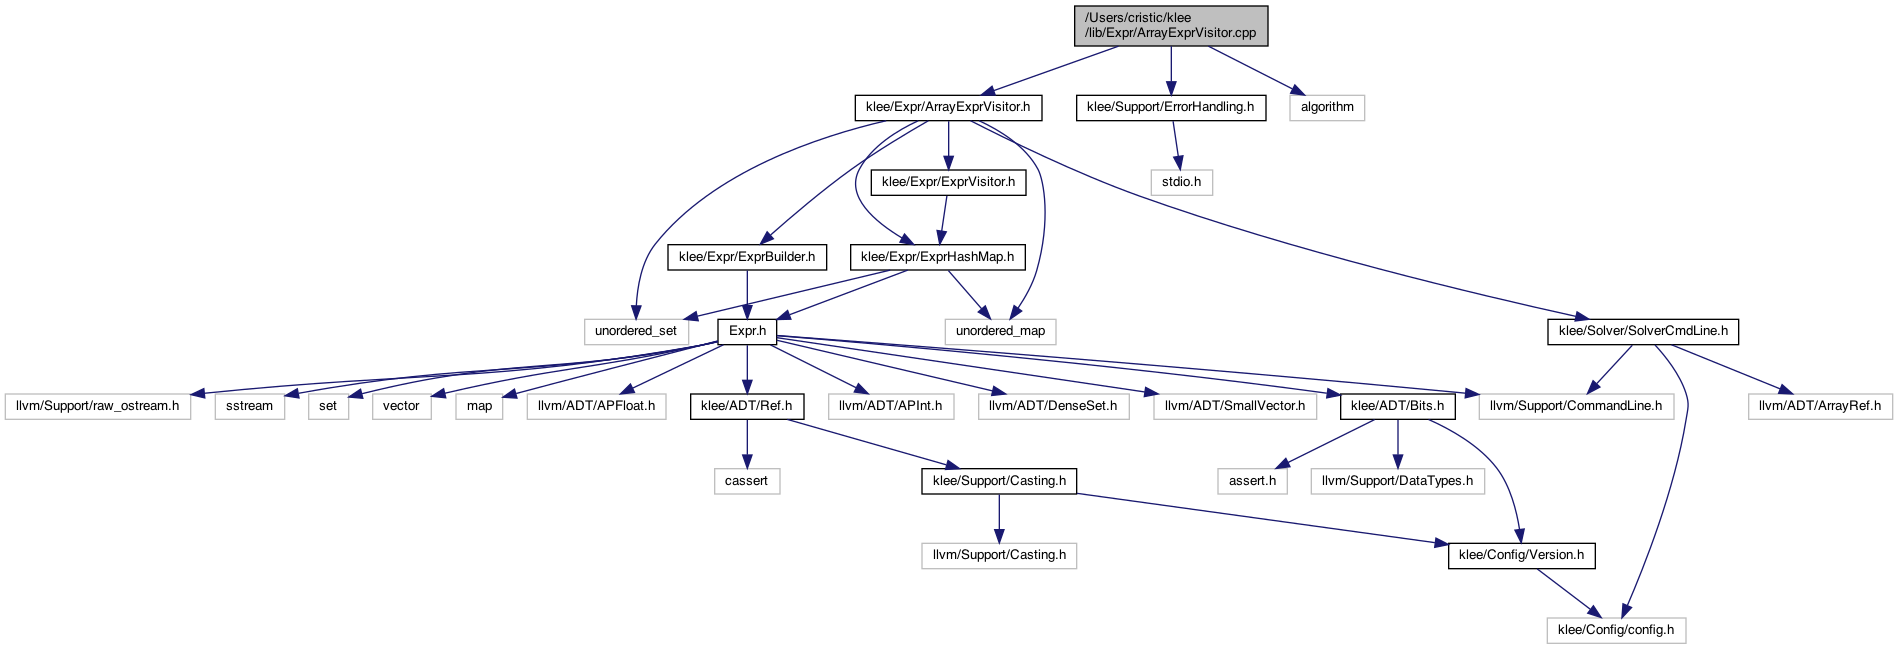 /Users/cristic/klee
/lib/Expr/ArrayExprVisitor.cpp
klee/Expr/ArrayExprVisitor.h
klee/Support/ErrorHandling.h
algorithm
klee/Expr/ExprVisitor.h
stdio.h
klee/Expr/ExprBuilder.h
klee/Expr/ExprHashMap.h
unordered_set
Expr.h
unordered_map
klee/Solver/SolverCmdLine.h
llvm/Support/raw_ostream.h
sstream
set
vector
map
llvm/ADT/APFloat.h
klee/ADT/Ref.h
llvm/ADT/APInt.h
llvm/ADT/DenseSet.h
llvm/ADT/SmallVector.h
klee/ADT/Bits.h
llvm/Support/CommandLine.h
llvm/ADT/ArrayRef.h
cassert
klee/Support/Casting.h
assert.h
llvm/Support/DataTypes.h
llvm/Support/Casting.h
klee/Config/Version.h
klee/Config/config.h